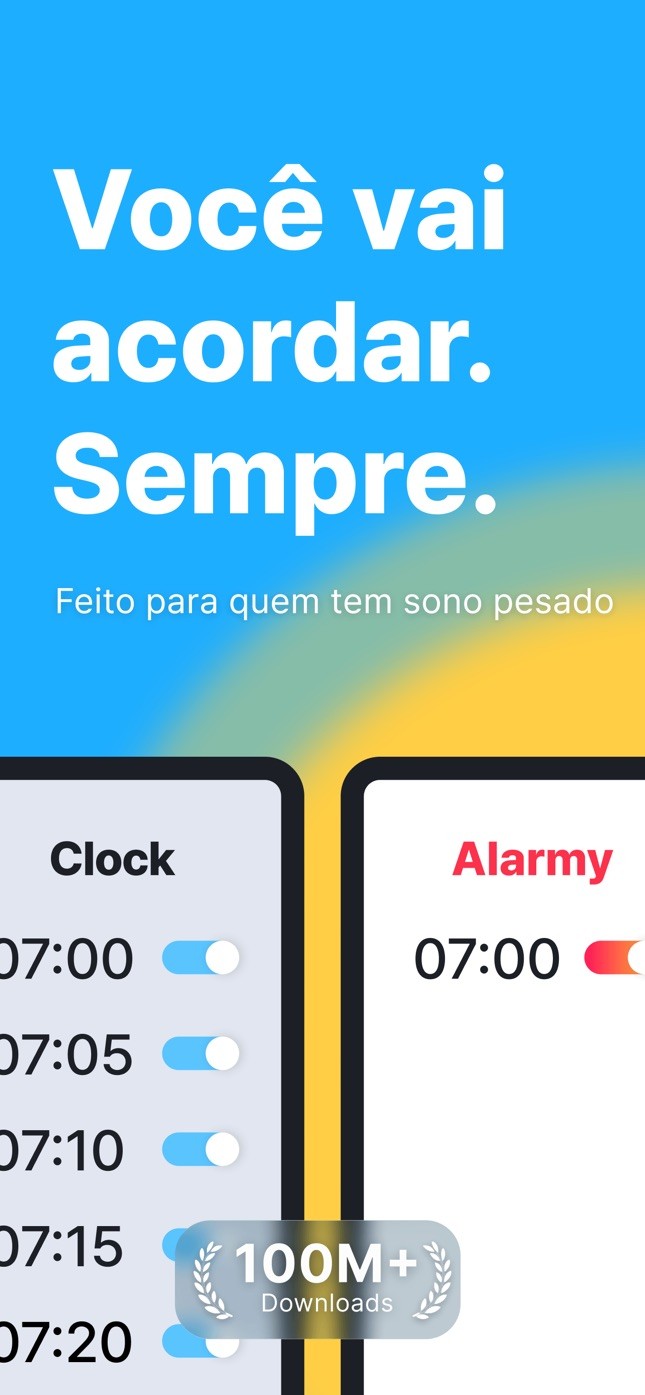 Você vai
acordar.
Sempre.
Feito para quem tem sono pesado
Clock
07:00
07:05
07:10
07:15
07:20
Alarmy
07:00
100M+
Downloads